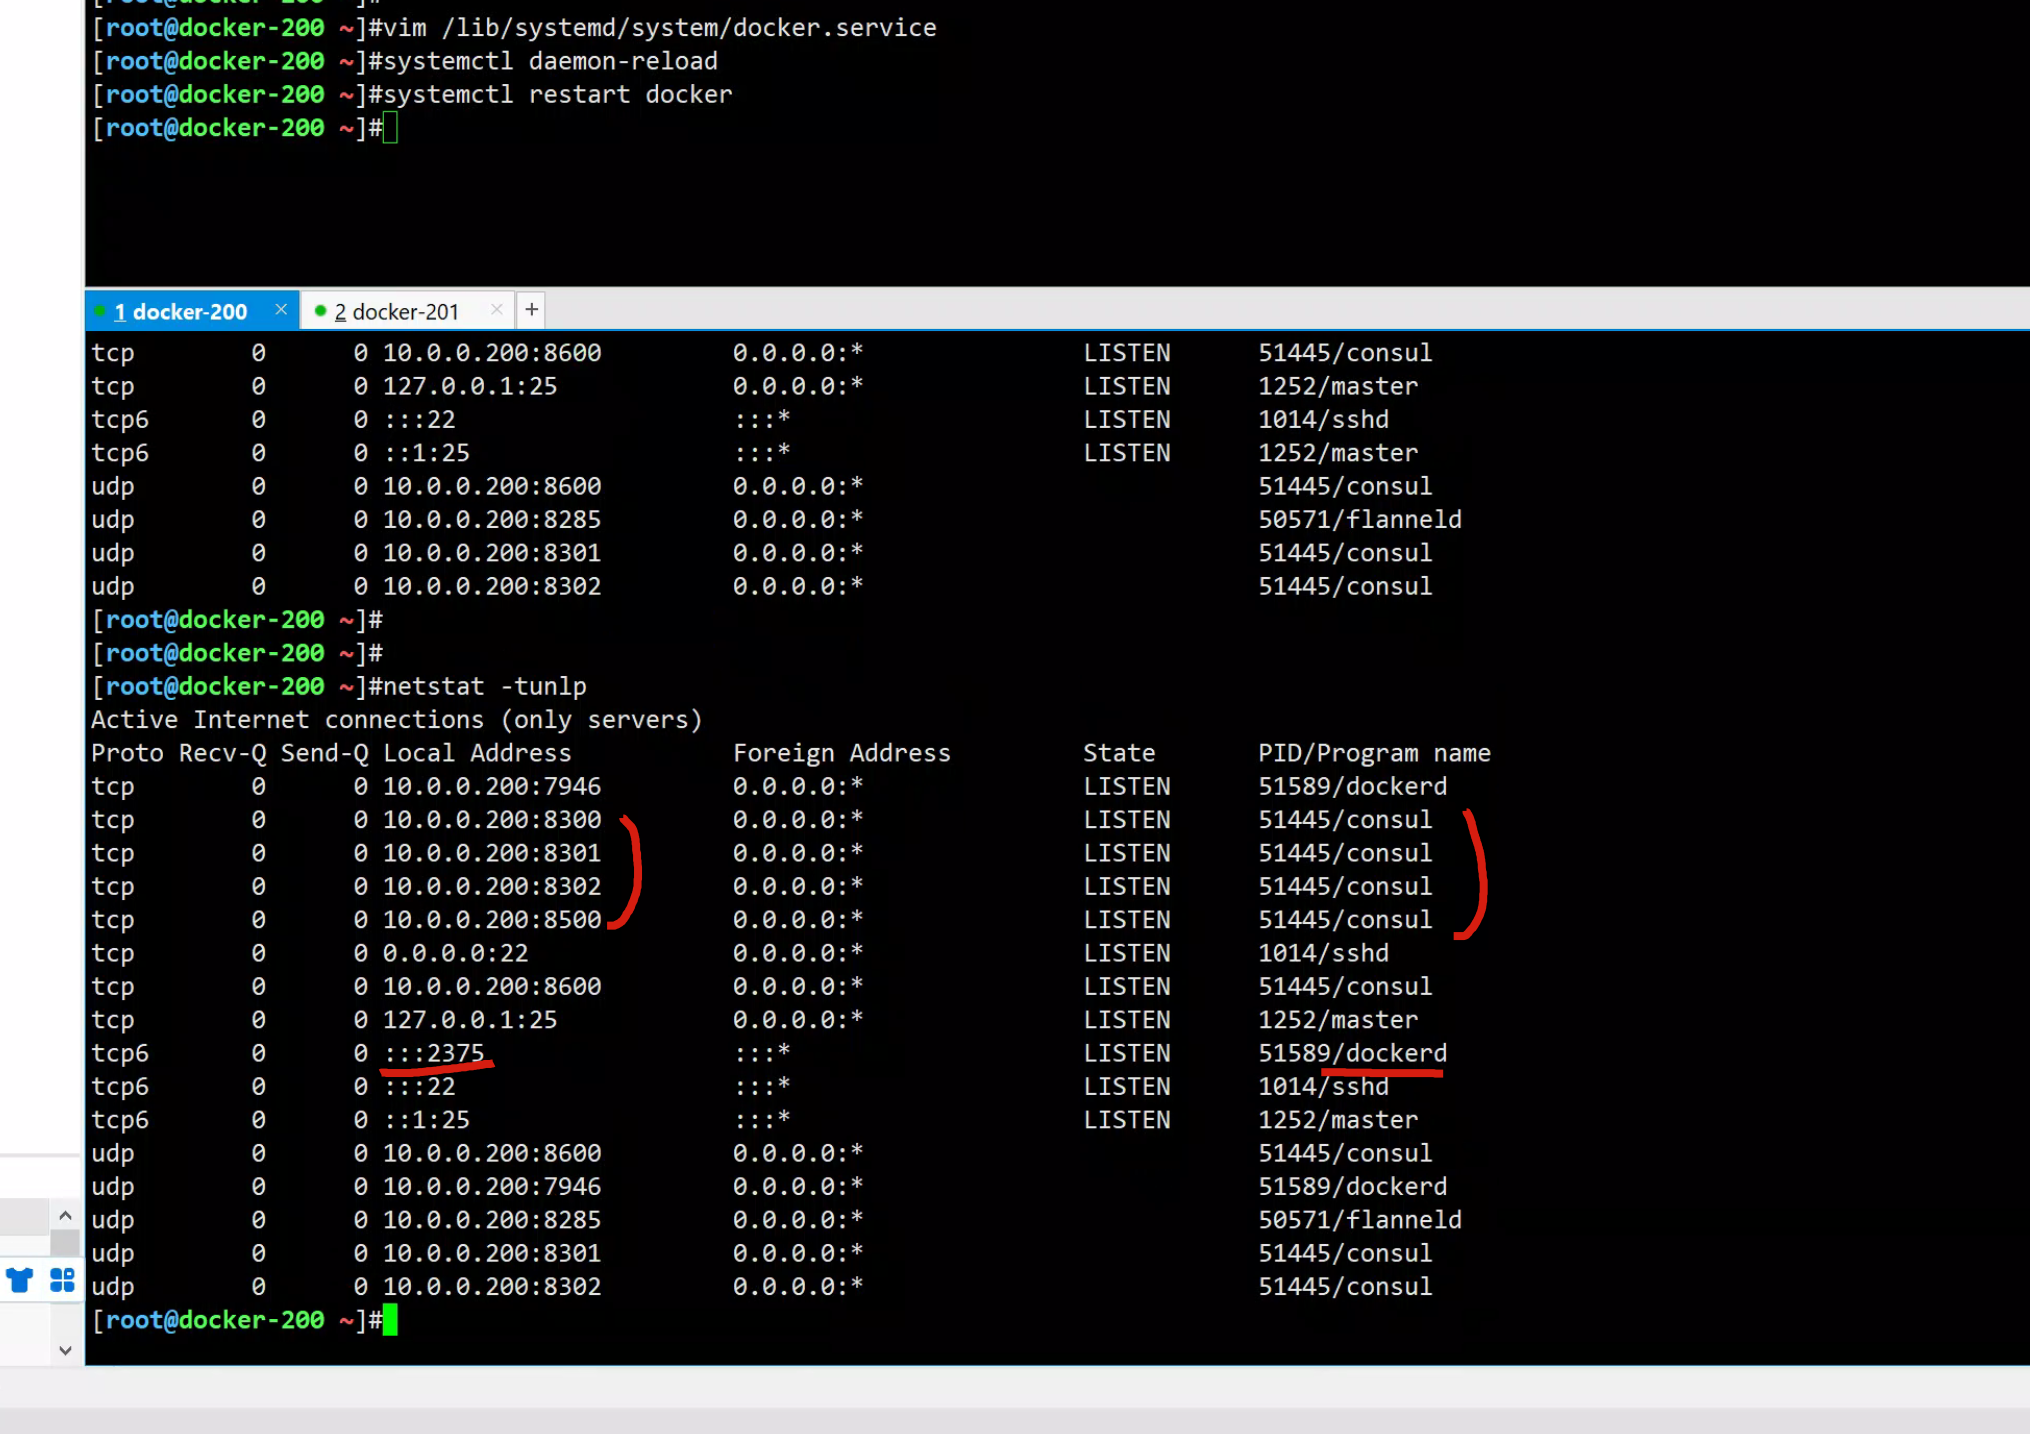 [root@docker-200 ~]#vim /lib/systemd/system/docker.service
[root@docker-200 ~]#systemctl daemon-reload
[root@docker-200 ~]#systemctl restart docker
[root@docker-200 ~]#
1 docker-200 × 2 docker-201 × +
tcp 0 0 10.0.0.200:8600 0.0.0.0:* LISTEN 51445/consul
tcp 0 0 127.0.0.1:25 0.0.0.0:* LISTEN 1252/master
tcp6 0 0 :::22 :::* LISTEN 1014/sshd
tcp6 0 0 ::1:25 :::* LISTEN 1252/master
udp 0 0 10.0.0.200:8600 0.0.0.0:* 51445/consul
udp 0 0 10.0.0.200:8285 0.0.0.0:* 50571/flanneld
udp 0 0 10.0.0.200:8301 0.0.0.0:* 51445/consul
udp 0 0 10.0.0.200:8302 0.0.0.0:* 51445/consul
[root@docker-200 ~]#
[root@docker-200 ~]#
[root@docker-200 ~]#netstat -tunlp
Active Internet connections (only servers)
Proto Recv-Q Send-Q Local Address Foreign Address State PID/Program name
tcp 0 0 10.0.0.200:7946 0.0.0.0:* LISTEN 51589/dockerd
tcp 0 0 10.0.0.200:8300 0.0.0.0:* LISTEN 51445/consul
tcp 0 0 10.0.0.200:8301 0.0.0.0:* LISTEN 51445/consul
tcp 0 0 10.0.0.200:8302 0.0.0.0:* LISTEN 51445/consul
tcp 0 0 10.0.0.200:8500 0.0.0.0:* LISTEN 51445/consul
tcp 0 0 0.0.0.0:22 0.0.0.0:* LISTEN 1014/sshd
tcp 0 0 10.0.0.200:8600 0.0.0.0:* LISTEN 51445/consul
tcp 0 0 127.0.0.1:25 0.0.0.0:* LISTEN 1252/master
tcp6 0 0 :::2375 :::* LISTEN 51589/dockerd
tcp6 0 0 :::22 :::* LISTEN 1014/sshd
tcp6 0 0 ::1:25 :::* LISTEN 1252/master
udp 0 0 10.0.0.200:8600 0.0.0.0:* 51445/consul
udp 0 0 10.0.0.200:7946 0.0.0.0:* 51589/dockerd
udp 0 0 10.0.0.200:8285 0.0.0.0:* 50571/flanneld
udp 0 0 10.0.0.200:8301 0.0.0.0:* 51445/consul
udp 0 0 10.0.0.200:8302 0.0.0.0:* 51445/consul
[root@docker-200 ~]#